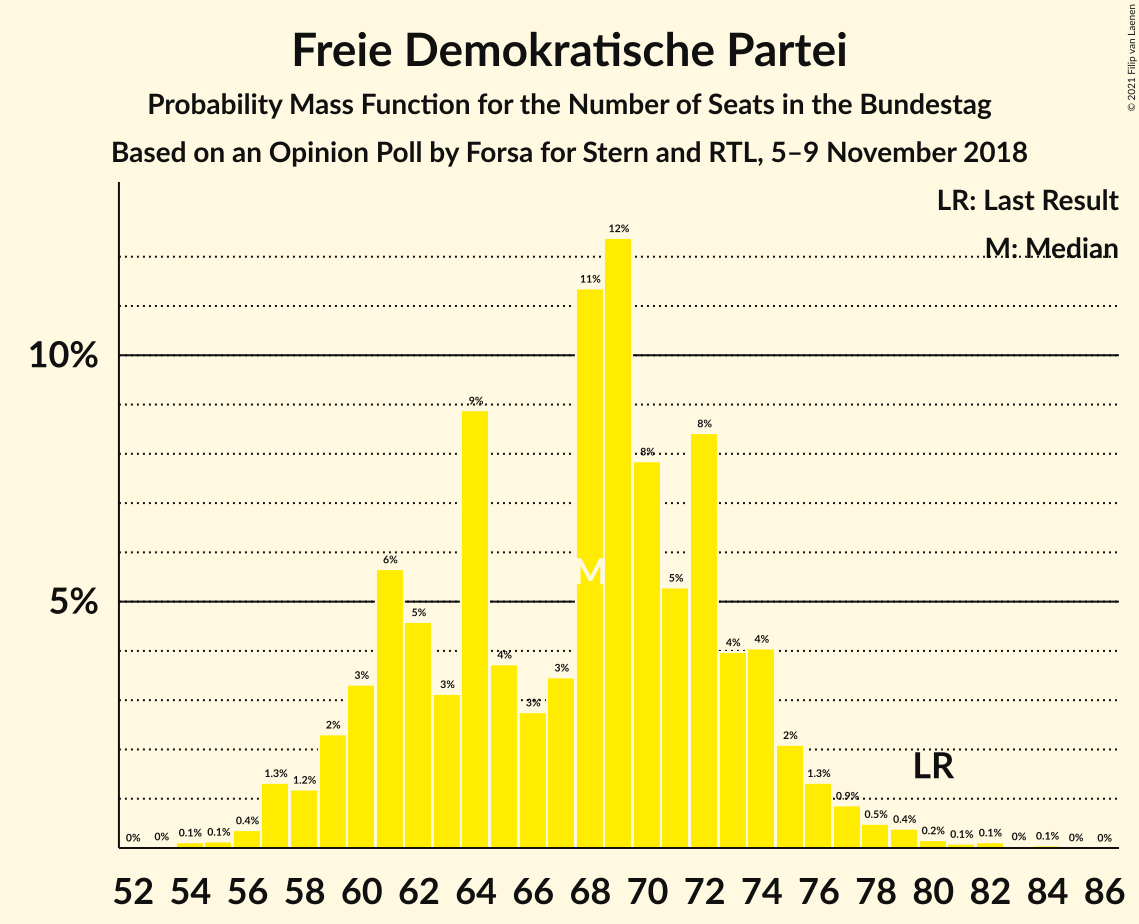 Freie Demokratische Partei
Probability Mass Function for the Number of Seats in the Bundestag
Based on an Opinion Poll by Forsa for Stern and RTL, 5–9 November 2018
© 2021 Filip van Laenen
LR: Last Result
M: Median
10%
5%
0% 0% 0.1% 0.1% 0.4% 1.3% 1.2% 2% 3% 6% 5% 3% 9% 4% 3% 3% 11% 12% 8% 5% 8% 4% 4% 2% 1.3% 0.9% 0.5% 0.4% 0.2% 0.1% 0.1% 0% 0.1% 0% 0%
M
LR
52 54 56 58 60 62 64 66 68 70 72 74 76 78 80 82 84 86